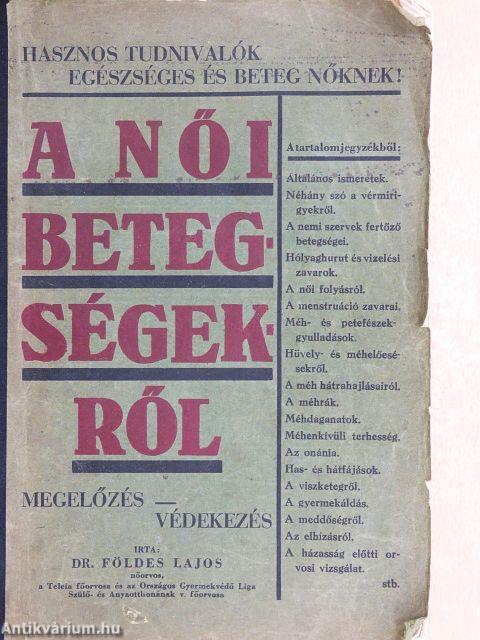 HASZNOS TUDNIVALÓK
EGÉSZSÉGES ÉS BETEG NŐKNEK!
A NŐI
BETEG-
SÉGEK-
RŐL
MEGELŐZÉS —
VÉDEKEZÉS
IRTA:
DR. FÖLDES LAJOS
nőorvos,
a Teleia főorvosa és az Országos Gyermekvédő Liga
Szülő- és Anyaotthonának v. főorvosa
A tartalomjegyzékből:
Általános ismeretek.
Néhány szó a vérmiri-
gyekről.
A nemi szervek fertőző
betegségei.
Hólyaghurut és vizelési
zavarok.
A női folyásról.
A menstruáció zavarai.
Méh- és petefészek-
gyulladások.
Hüvely- és méhelőesé-
sekről.
A méh hátrahajlásairól.
A méhrák.
Méhdaganatok.
Méhenkívüli terhesség.
Az onánia.
Has- és hátfájások.
A viszketegről.
A gyermekáldás.
A meddőségről.
Az elhízásról.
A házasság előtti or-
vosi vizsgálat.
stb.
Antikvárium.hu